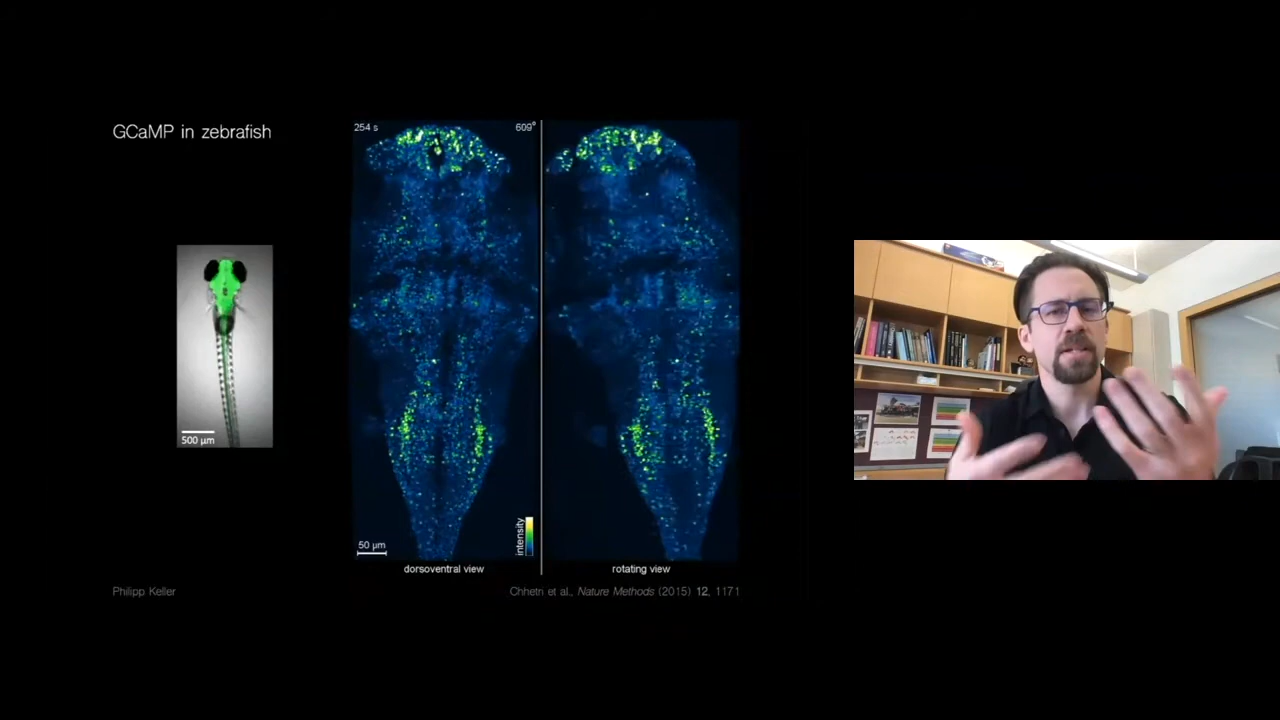 GCaMP in zebrafish
254 s
609°
500 µm
50 µm
intensity
dorsoventral view
rotating view
Philipp Keller
Chhetri et al., Nature Methods (2015) 12, 1171